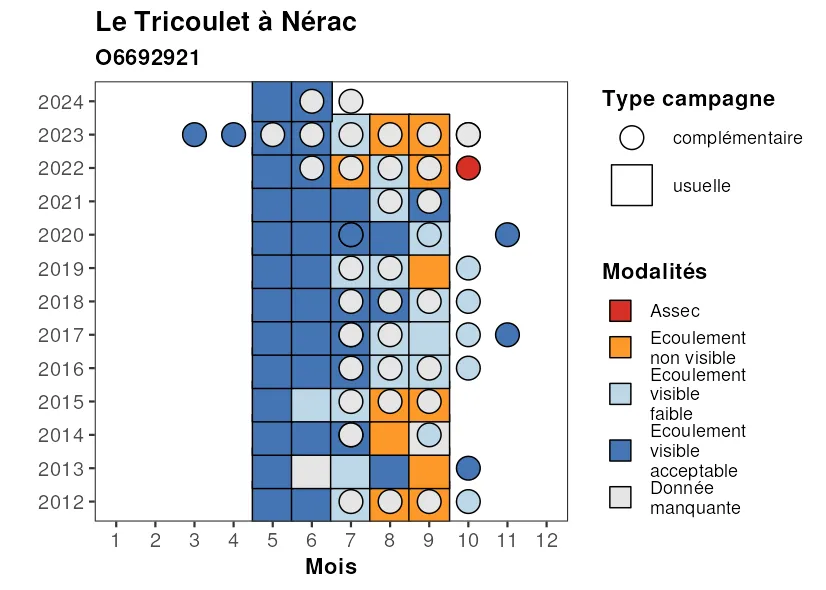 Le Tricoulet à Nérac
O6692921
2024
2023
2022
2021
2020
2019
2018
2017
2016
2015
2014
2013
2012
1 2 3 4 5 6 7 8 9 10 11 12
Mois
Type campagne
complémentaire
usuelle
Modalités
Assec
Ecoulement
non visible
Ecoulement
visible
faible
Ecoulement
visible
acceptable
Donnée
manquante